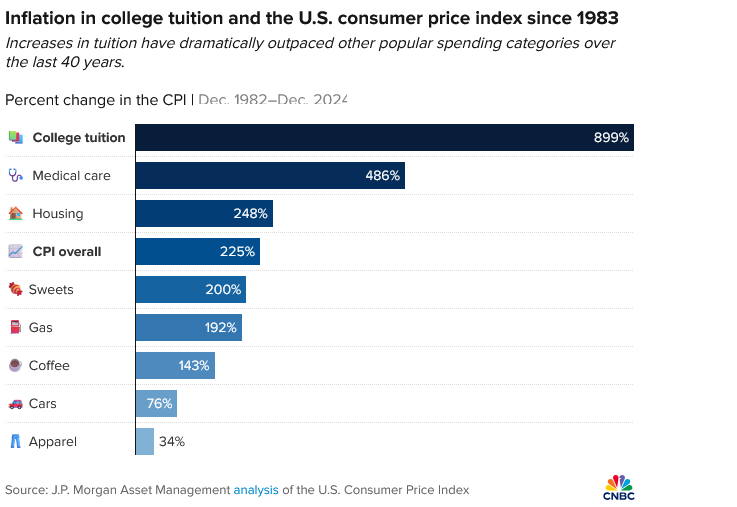 Inflation in college tuition and the U.S. consumer price index since 1983
Increases in tuition have dramatically outpaced other popular spending categories over
the last 40 years.
Percent change in the CPI | Dec. 1982–Dec. 2024
College tuition 899%
Medical care 486%
Housing 248%
CPI overall 225%
Sweets 200%
Gas 192%
Coffee 143%
Cars 76%
Apparel 34%
Source: J.P. Morgan Asset Management analysis of the U.S. Consumer Price Index
CNBC